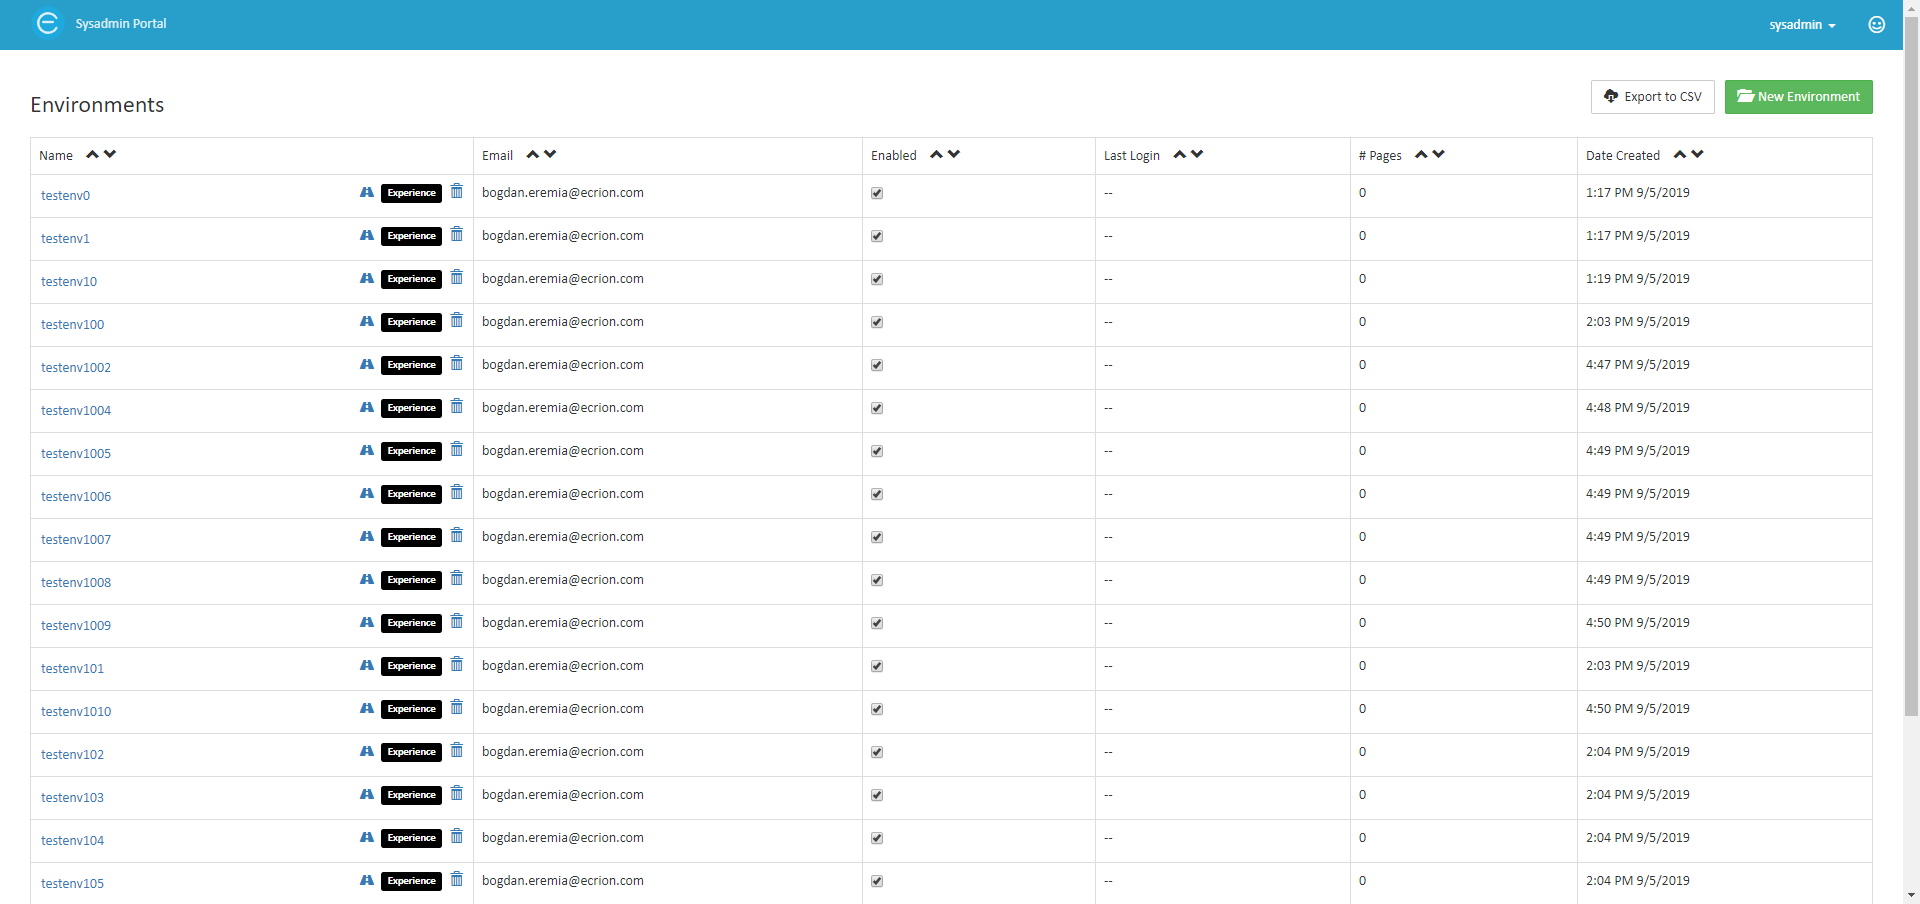 Sysadmin Portal
sysadmin
Environments
Export to CSV
New Environment
Name Email Enabled Last Login # Pages Date Created
testenv0 Experience bogdan.eremia@ecrion.com -- 0 1:17 PM 9/5/2019
testenv1 Experience bogdan.eremia@ecrion.com -- 0 1:17 PM 9/5/2019
testenv10 Experience bogdan.eremia@ecrion.com -- 0 1:19 PM 9/5/2019
testenv100 Experience bogdan.eremia@ecrion.com -- 0 2:03 PM 9/5/2019
testenv1002 Experience bogdan.eremia@ecrion.com -- 0 4:47 PM 9/5/2019
testenv1004 Experience bogdan.eremia@ecrion.com -- 0 4:48 PM 9/5/2019
testenv1005 Experience bogdan.eremia@ecrion.com -- 0 4:49 PM 9/5/2019
testenv1006 Experience bogdan.eremia@ecrion.com -- 0 4:49 PM 9/5/2019
testenv1007 Experience bogdan.eremia@ecrion.com -- 0 4:49 PM 9/5/2019
testenv1008 Experience bogdan.eremia@ecrion.com -- 0 4:49 PM 9/5/2019
testenv1009 Experience bogdan.eremia@ecrion.com -- 0 4:50 PM 9/5/2019
testenv101 Experience bogdan.eremia@ecrion.com -- 0 2:03 PM 9/5/2019
testenv1010 Experience bogdan.eremia@ecrion.com -- 0 4:50 PM 9/5/2019
testenv102 Experience bogdan.eremia@ecrion.com -- 0 2:04 PM 9/5/2019
testenv103 Experience bogdan.eremia@ecrion.com -- 0 2:04 PM 9/5/2019
testenv104 Experience bogdan.eremia@ecrion.com -- 0 2:04 PM 9/5/2019
testenv105 Experience bogdan.eremia@ecrion.com -- 0 2:04 PM 9/5/2019